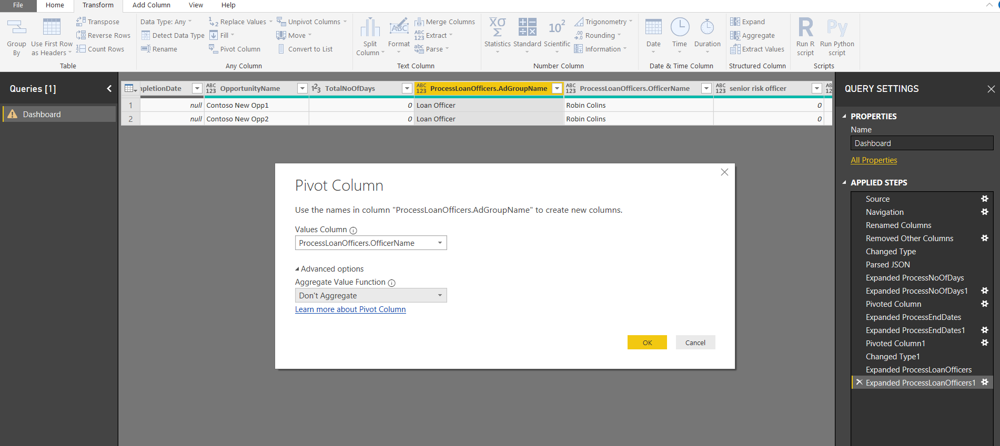 File Home Transform Add Column View Help
Group By
Use First Row as Headers
Transpose
Reverse Rows
Count Rows
Table
Data Type: Any
Detect Data Type
Rename
Replace Values
Fill
Pivot Column
Unpivot Columns
Move
Convert to List
Any Column
Split Column
Format
Merge Columns
Extract
Parse
Text Column
Statistics
Standard
Scientific
Trigonometry
Rounding
Information
Number Column
Date
Time
Duration
Date & Time Column
Expand
Aggregate
Extract Values
Structured Column
Run R script
Run Python script
Scripts
Queries [1]
Dashboard
npletionDate OpportunityName TotalNoOfDays ProcessLoanOfficers.AdGroupName ProcessLoanOfficers.OfficerName senior risk officer
1 null Contoso New Opp1 0 Loan Officer Robin Colins 0
2 null Contoso New Opp2 0 Loan Officer Robin Colins 0
Pivot Column
Use the names in column "ProcessLoanOfficers.AdGroupName" to create new columns.
Values Column
ProcessLoanOfficers.OfficerName
Advanced options
Aggregate Value Function
Don't Aggregate
Learn more about Pivot Column
OK Cancel
QUERY SETTINGS
PROPERTIES
Name
Dashboard
All Properties
APPLIED STEPS
Source
Navigation
Renamed Columns
Removed Other Columns
Changed Type
Parsed JSON
Expanded ProcessNoOfDays
Expanded ProcessNoOfDays1
Pivoted Column
Expanded ProcessEndDates
Expanded ProcessEndDates1
Pivoted Column1
Changed Type1
Expanded ProcessLoanOfficers
Expanded ProcessLoanOfficers1